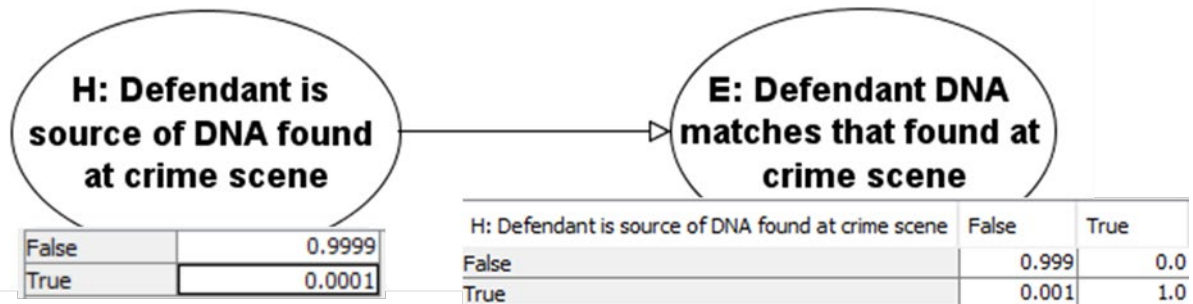 H: Defendant is
source of DNA found
at crime scene
E: Defendant DNA
matches that found at
crime scene
False 0.9999
True 0.0001
H: Defendant is source of DNA found at crime scene False True
False 0.999 0.0
True 0.001 1.0